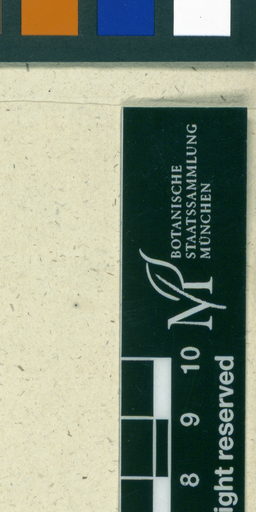 BOTANISCHE
STAATSSAMMLUNG
MÜNCHEN
M
10
9
8
ight reserved